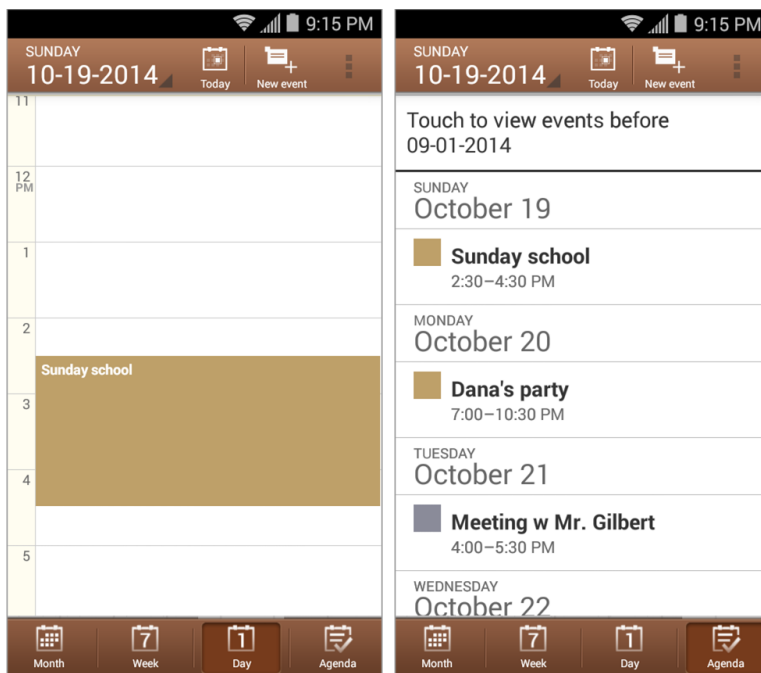 9:15 PM
SUNDAY
10-19-2014
Today
New event
11
12
PM
1
2
Sunday school
3
4
5
Month
7
Week
1
Day
Agenda
9:15 PM
SUNDAY
10-19-2014
Today
New event
Touch to view events before
09-01-2014
SUNDAY
October 19
Sunday school
2:30–4:30 PM
MONDAY
October 20
Dana's party
7:00–10:30 PM
TUESDAY
October 21
Meeting w Mr. Gilbert
4:00–5:30 PM
WEDNESDAY
October 22
Month
7
Week
1
Day
Agenda